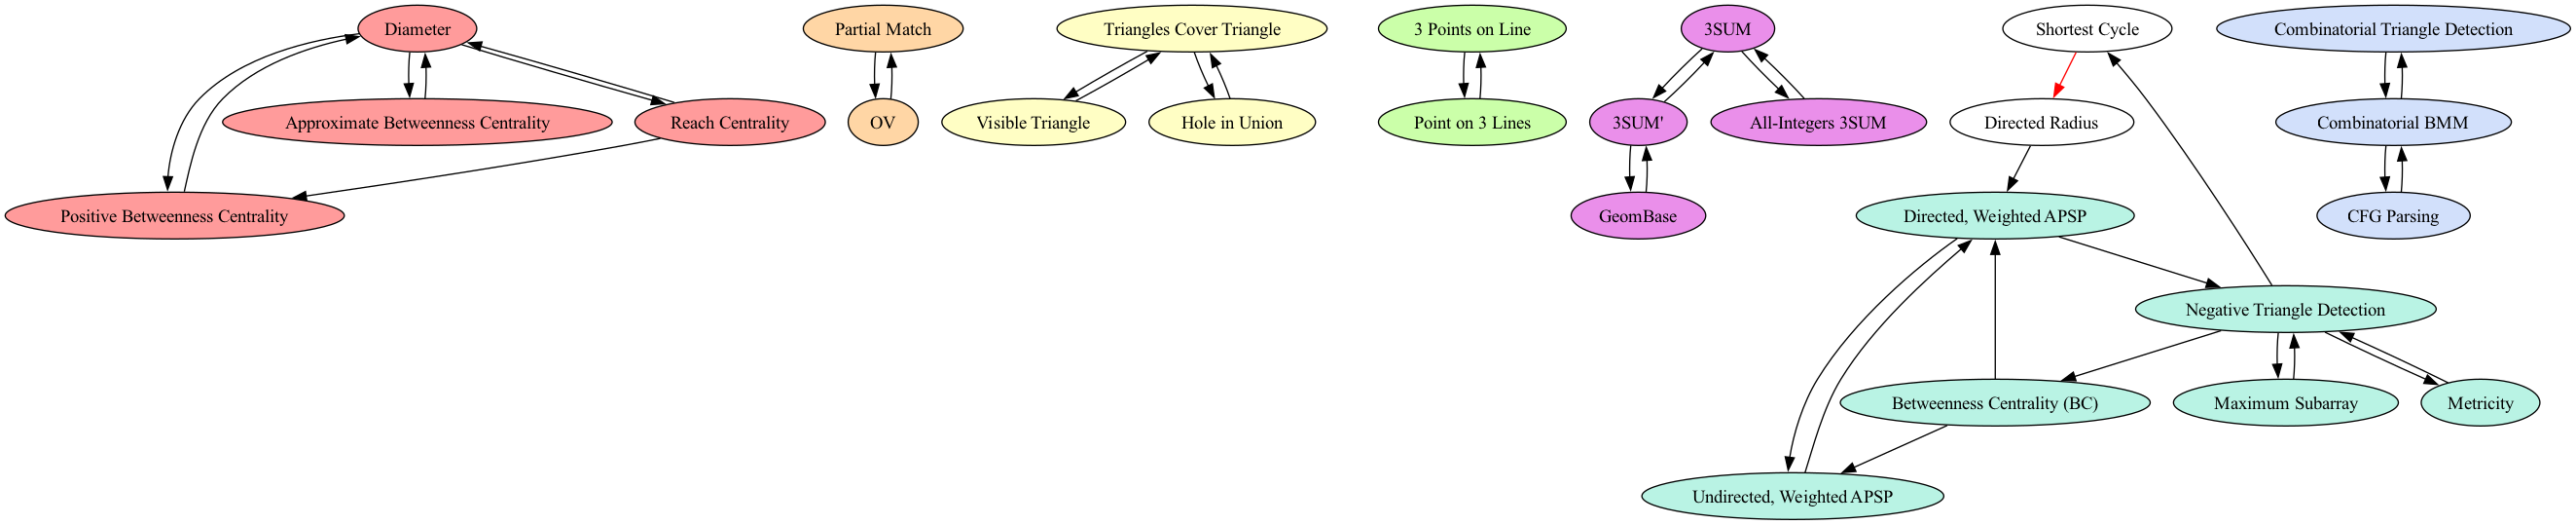 Diameter
Partial Match
Triangles Cover Triangle
3 Points on Line
3SUM
Shortest Cycle
Combinatorial Triangle Detection
Approximate Betweenness Centrality
Reach Centrality
OV
Visible Triangle
Hole in Union
Point on 3 Lines
3SUM'
All-Integers 3SUM
Directed Radius
Combinatorial BMM
Positive Betweenness Centrality
GeomBase
Directed, Weighted APSP
CFG Parsing
Negative Triangle Detection
Betweenness Centrality (BC)
Maximum Subarray
Metricity
Undirected, Weighted APSP